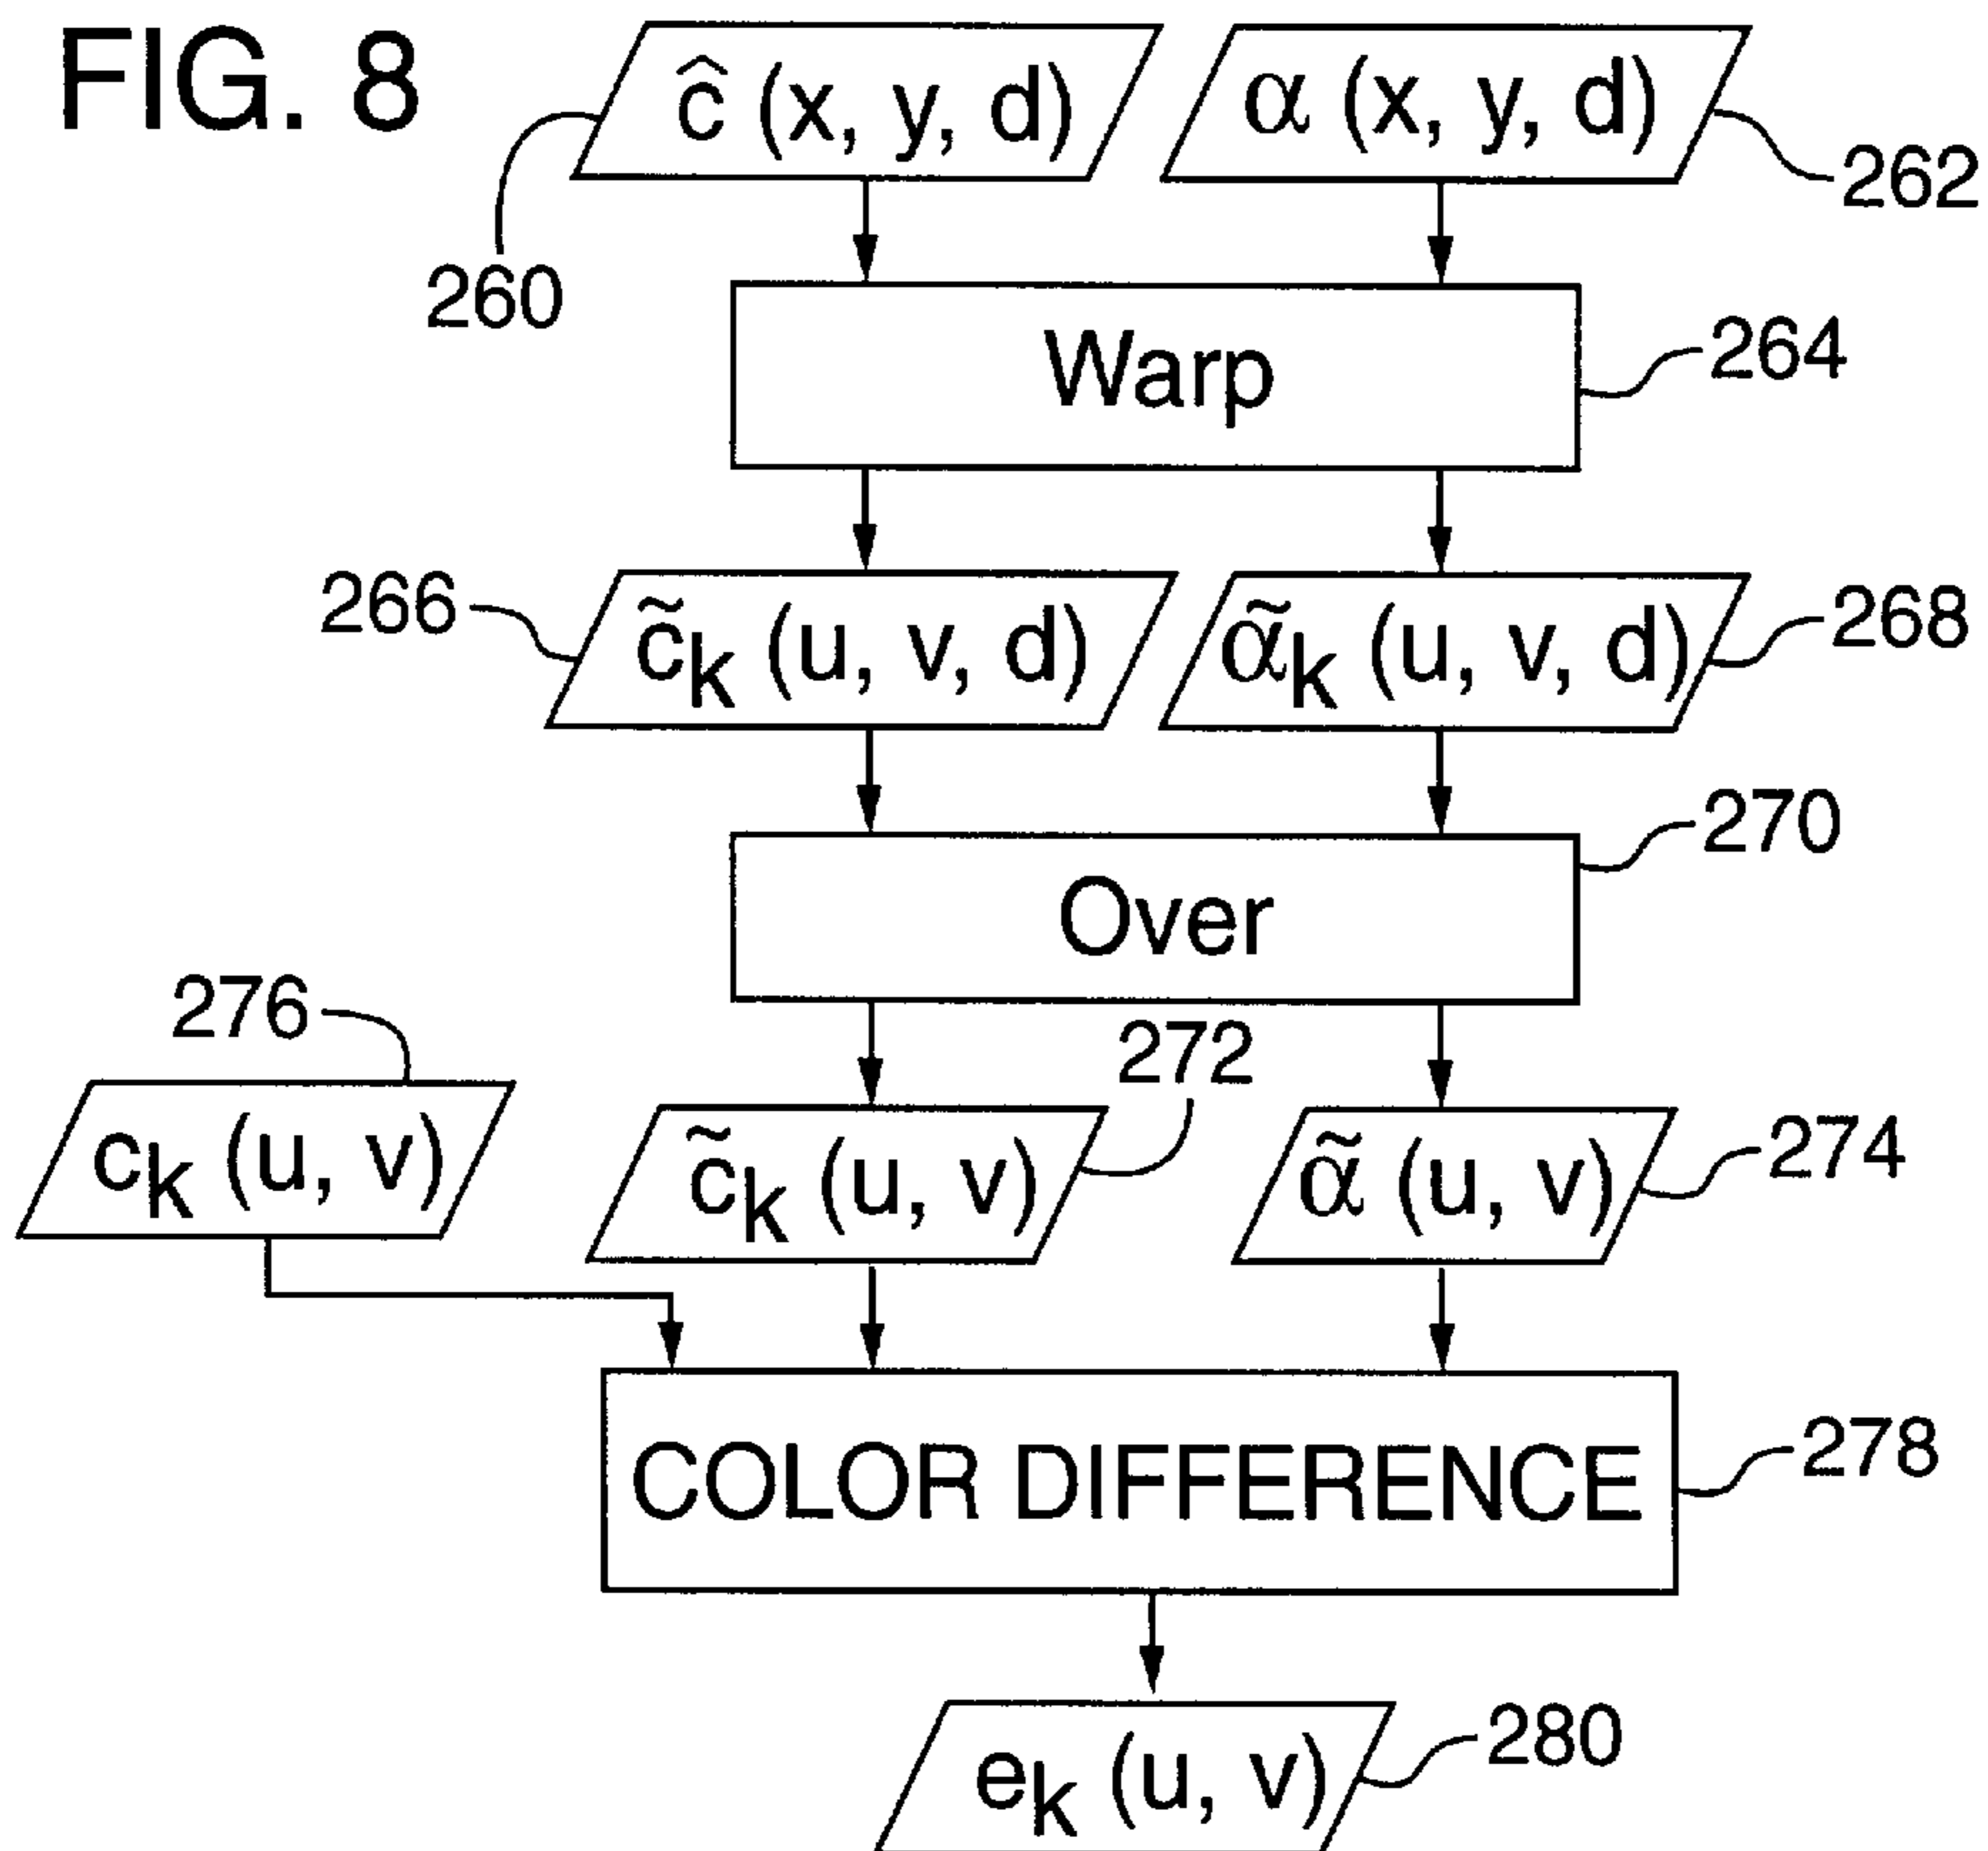 FIG. 8
ĉ (x, y, d)
α (x, y, d)
262
260
Warp
264
266
c̃k (u, v, d)
α̃k (u, v, d)
268
270
Over
276
272
ck (u, v)
c̃k (u, v)
α̃ (u, v)
274
COLOR DIFFERENCE
278
280
ek (u, v)